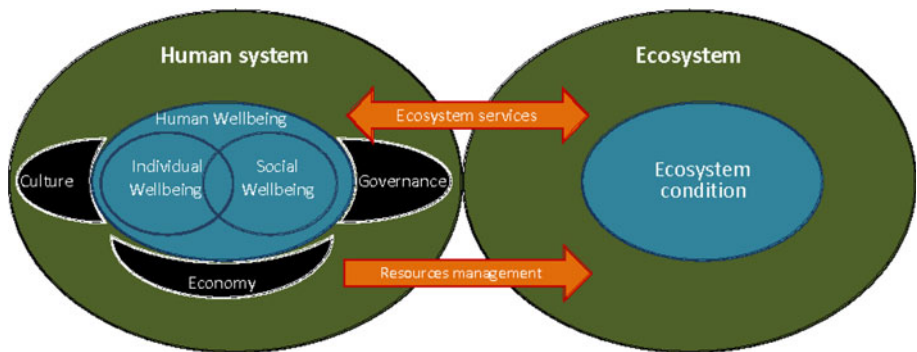 Human system
Ecosystem
Human Wellbeing
Ecosystem services
Culture
Individual
Wellbeing
Social
Wellbeing
Governance
Ecosystem
condition
Economy
Resources management